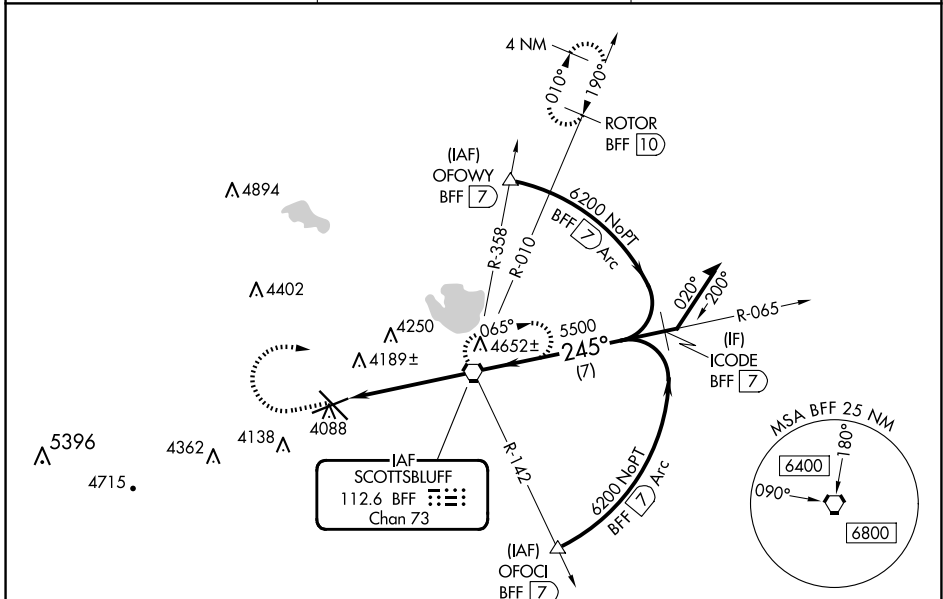 4 NM
010°
190°
ROTOR
BFF 10
(IAF)
OFOWY
BFF 7
4894
6200 NoPT
BFF 7 Arc
R-358
R-010
4402
020°
200°
R-065
4250
065°
4652±
5500
245°
(7)
(IF)
ICODE
BFF 7
4189±
4088
4138
4362
5396
4715
R-142
IAF
SCOTTSBLUFF
112.6 BFF
Chan 73
6200 NoPT
BFF 7 Arc
(IAF)
OFOCI
BFF 7
MSA BFF 25 NM
180°
6400
090°
6800